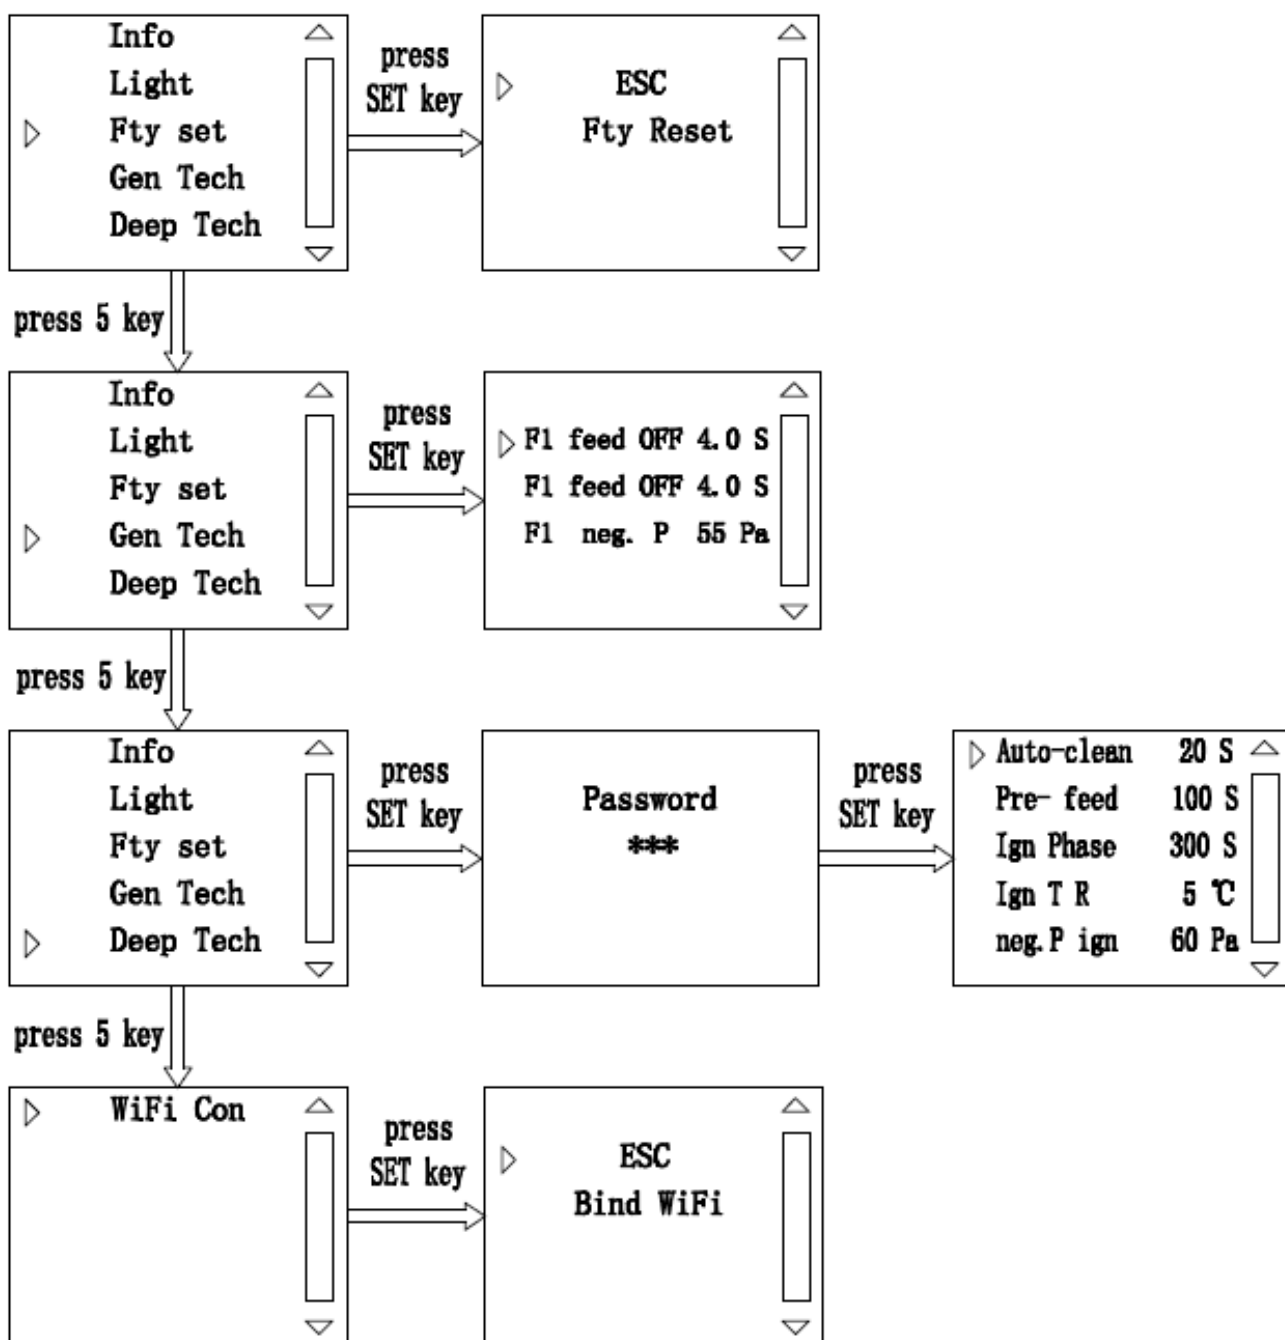 Info
Light
Fty set
Gen Tech
Deep Tech
press
SET key
ESC
Fty Reset
press 5 key
Info
Light
Fty set
Gen Tech
Deep Tech
press
SET key
F1 feed OFF 4.0 S
F1 feed OFF 4.0 S
F1 neg. P 55 Pa
press 5 key
Info
Light
Fty set
Gen Tech
Deep Tech
press
SET key
Password
***
press
SET key
Auto-clean 20 S
Pre- feed 100 S
Ign Phase 300 S
Ign T R 5 ℃
neg.P ign 60 Pa
press 5 key
WiFi Con
press
SET key
ESC
Bind WiFi